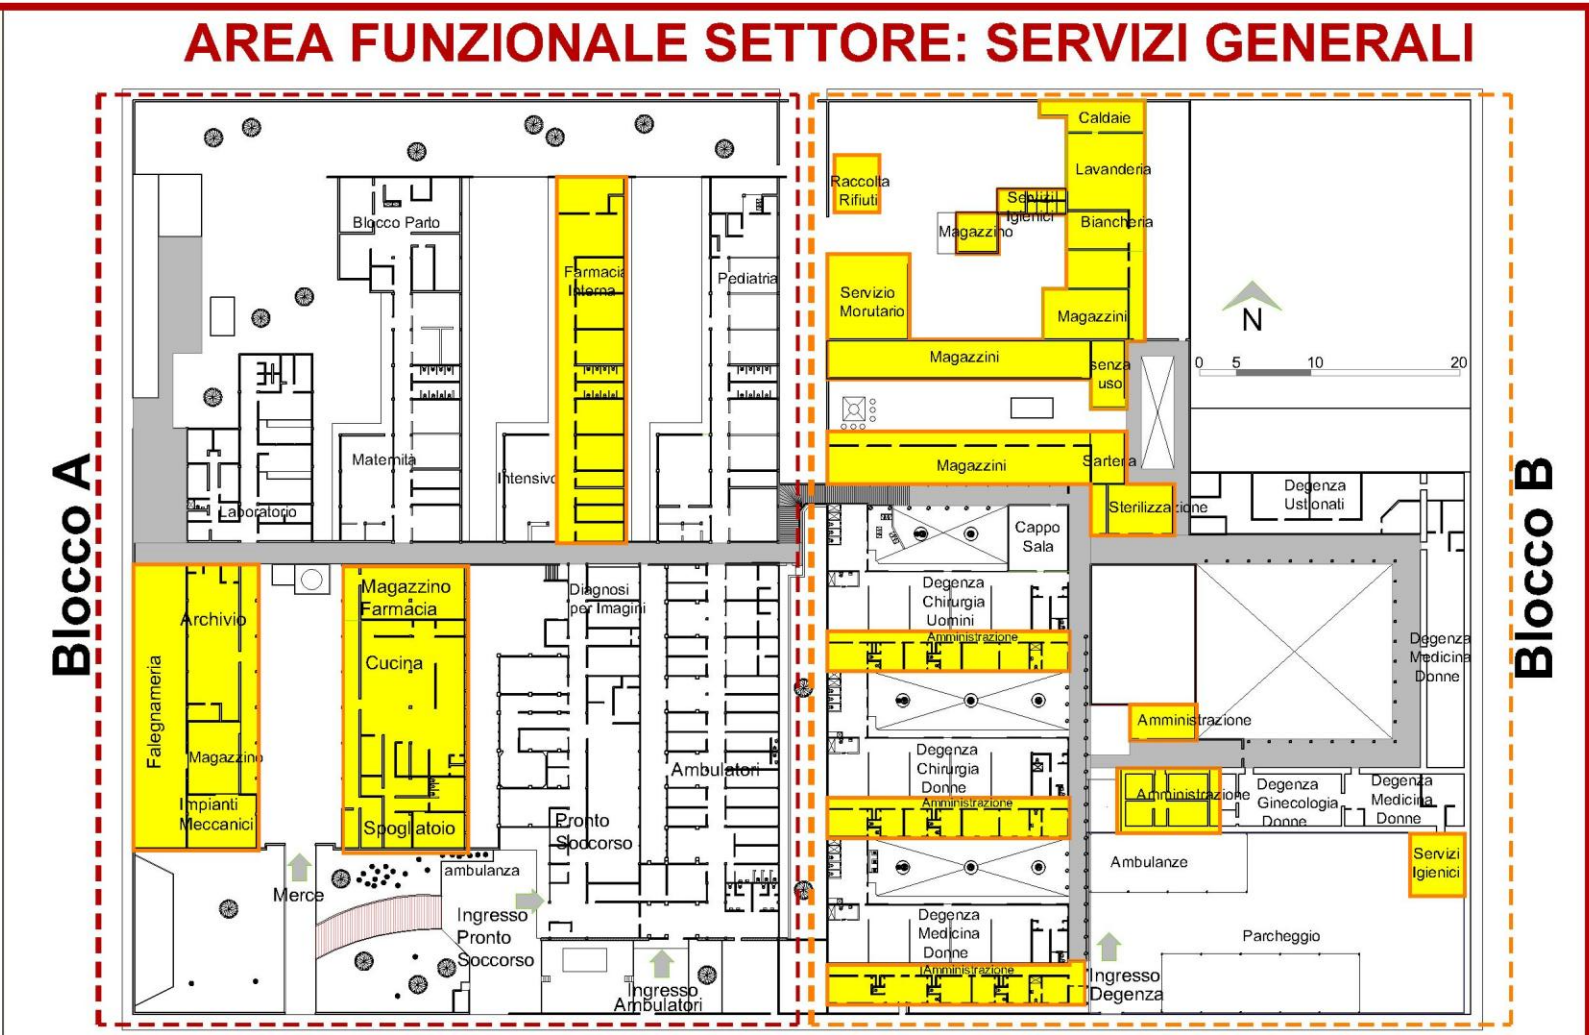 AREA FUNZIONALE SETTORE: SERVIZI GENERALI
Blocco A
Blocco Parto
Farmacia
Interna
Pediatria
Maternità
Intensivo
Laboratorio
Archivio
Falegnameria
Magazzino
Impianti
Meccanici
Magazzino
Farmacia
Cucina
Spogliatoio
Diagnosi
per Imagini
Ambulatori
Pronto
Soccorso
ambulanza
Merce
Ingresso
Pronto
Soccorso
Ingresso
Ambulatori
Blocco B
Caldaie
Lavanderia
Raccolta
Rifiuti
Servizi
Igienici
Magazzino
Biancheria
Servizio
Morutario
Magazzini
Magazzini
senza
uso
N
0 5 10 20
Magazzini
Sarteria
Sterilizzazione
Degenza
Ustionati
Cappo
Sala
Degenza
Chirurgia
Uomini
Amministrazione
Degenza
Medicina
Donne
Amministrazione
Degenza
Chirurgia
Donne
Amministrazione
Amministrazione
Degenza
Ginecologia
Donne
Degenza
Medicina
Donne
Ambulanze
Servizi
Igienici
Degenza
Medicina
Donne
Amministrazione
Parcheggio
Ingresso
Degenza